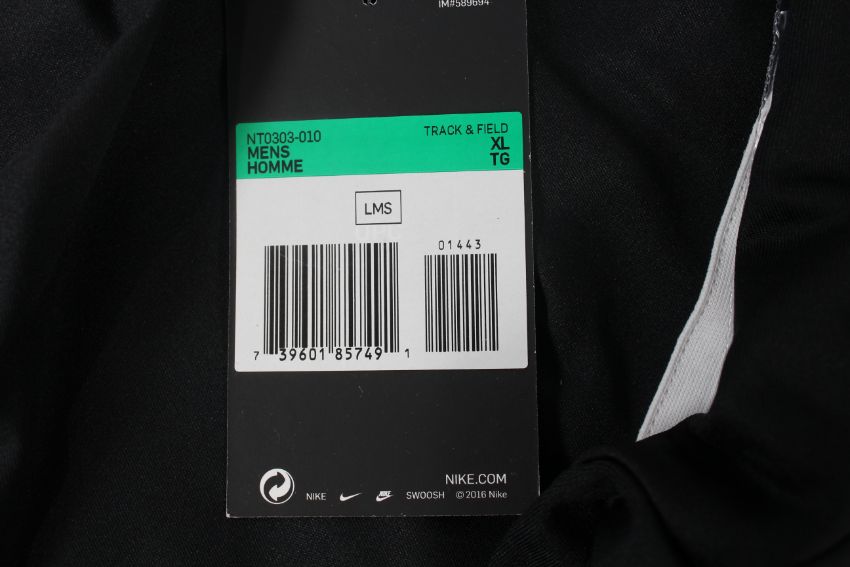 IM#589694
NT0303-010
MENS
HOMME
TRACK & FIELD
XL
TG
LMS
01443
7 39601 85749 1
NIKE.COM
NIKE SWOOSH © 2016 Nike